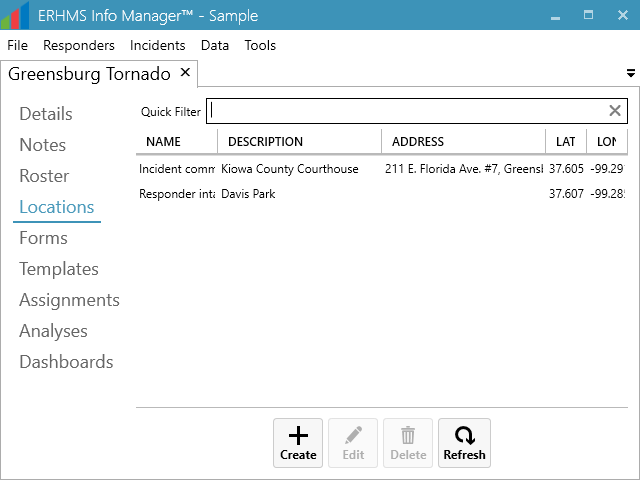 ERHMS Info Manager™ - Sample
File Responders Incidents Data Tools
Greensburg Tornado
Details
Notes
Roster
Locations
Forms
Templates
Assignments
Analyses
Dashboards
Quick Filter
NAME DESCRIPTION ADDRESS LAT LON
Incident comm Kiowa County Courthouse 211 E. Florida Ave. #7, Greensl 37.605 -99.29
Responder inta Davis Park 37.607 -99.285
Create Edit Delete Refresh